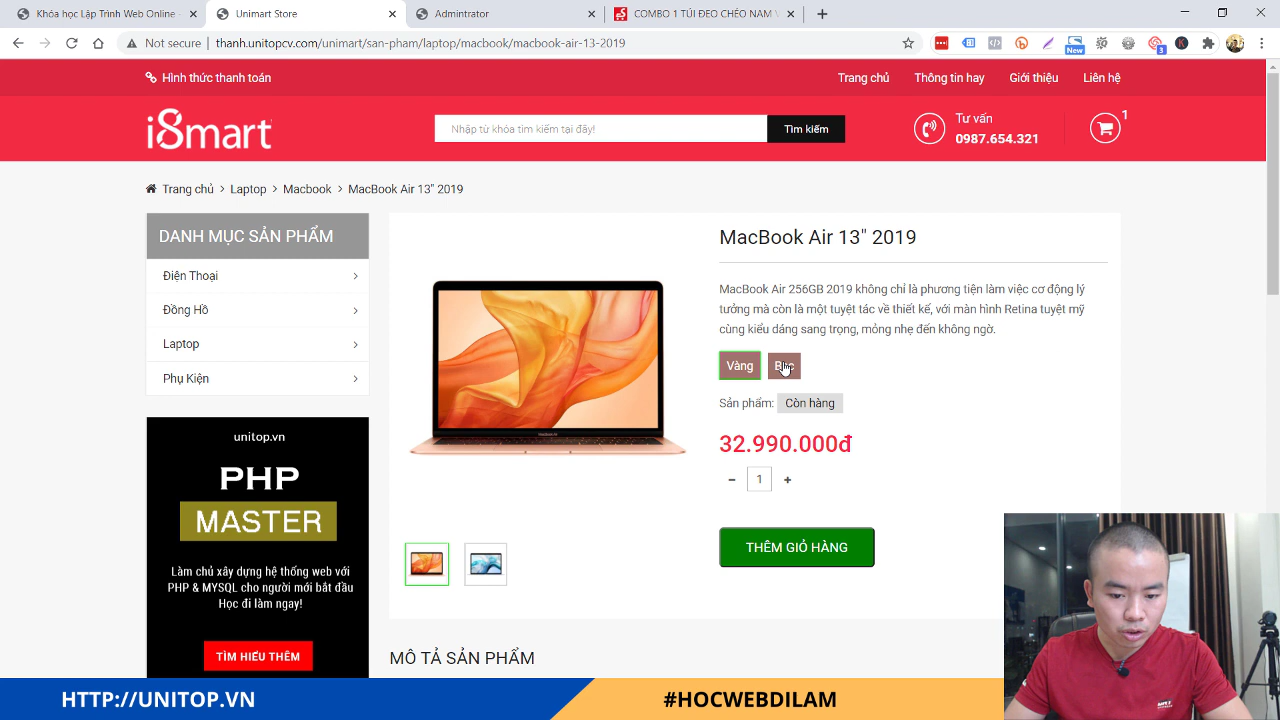 Khóa học Lập Trình Web Online
Unimart Store
Admintrator
COMBO 1 TÚI ĐEO CHÉO NAM V
Not secure
thanh.unitopcv.com/unimart/san-pham/laptop/macbook/macbook-air-13-2019
New
3
Hình thức thanh toán
Trang chủ
Thông tin hay
Giới thiệu
Liên hệ
iSmart
Nhập từ khóa tìm kiếm tại đây!
Tìm kiếm
Tư vấn
0987.654.321
1
Trang chủ > Laptop > Macbook > MacBook Air 13" 2019
DANH MỤC SẢN PHẨM
Điện Thoại
Đồng Hồ
Laptop
Phụ Kiện
unitop.vn
PHP
MASTER
Làm chủ xây dựng hệ thống web với
PHP & MYSQL cho người mới bắt đầu
Học đi làm ngay!
TÌM HIỂU THÊM
MacBook Air 13" 2019
MacBook Air 256GB 2019 không chỉ là phương tiện làm việc cơ động lý
tưởng mà còn là một tuyệt tác về thiết kế, với màn hình Retina tuyệt mỹ
cùng kiểu dáng sang trọng, mỏng nhẹ đến không ngờ.
Vàng
Sản phẩm: Còn hàng
32.990.000đ
− 1 +
THÊM GIỎ HÀNG
MÔ TẢ SẢN PHẨM
HTTP://UNITOP.VN
#HOCWEBDILAM